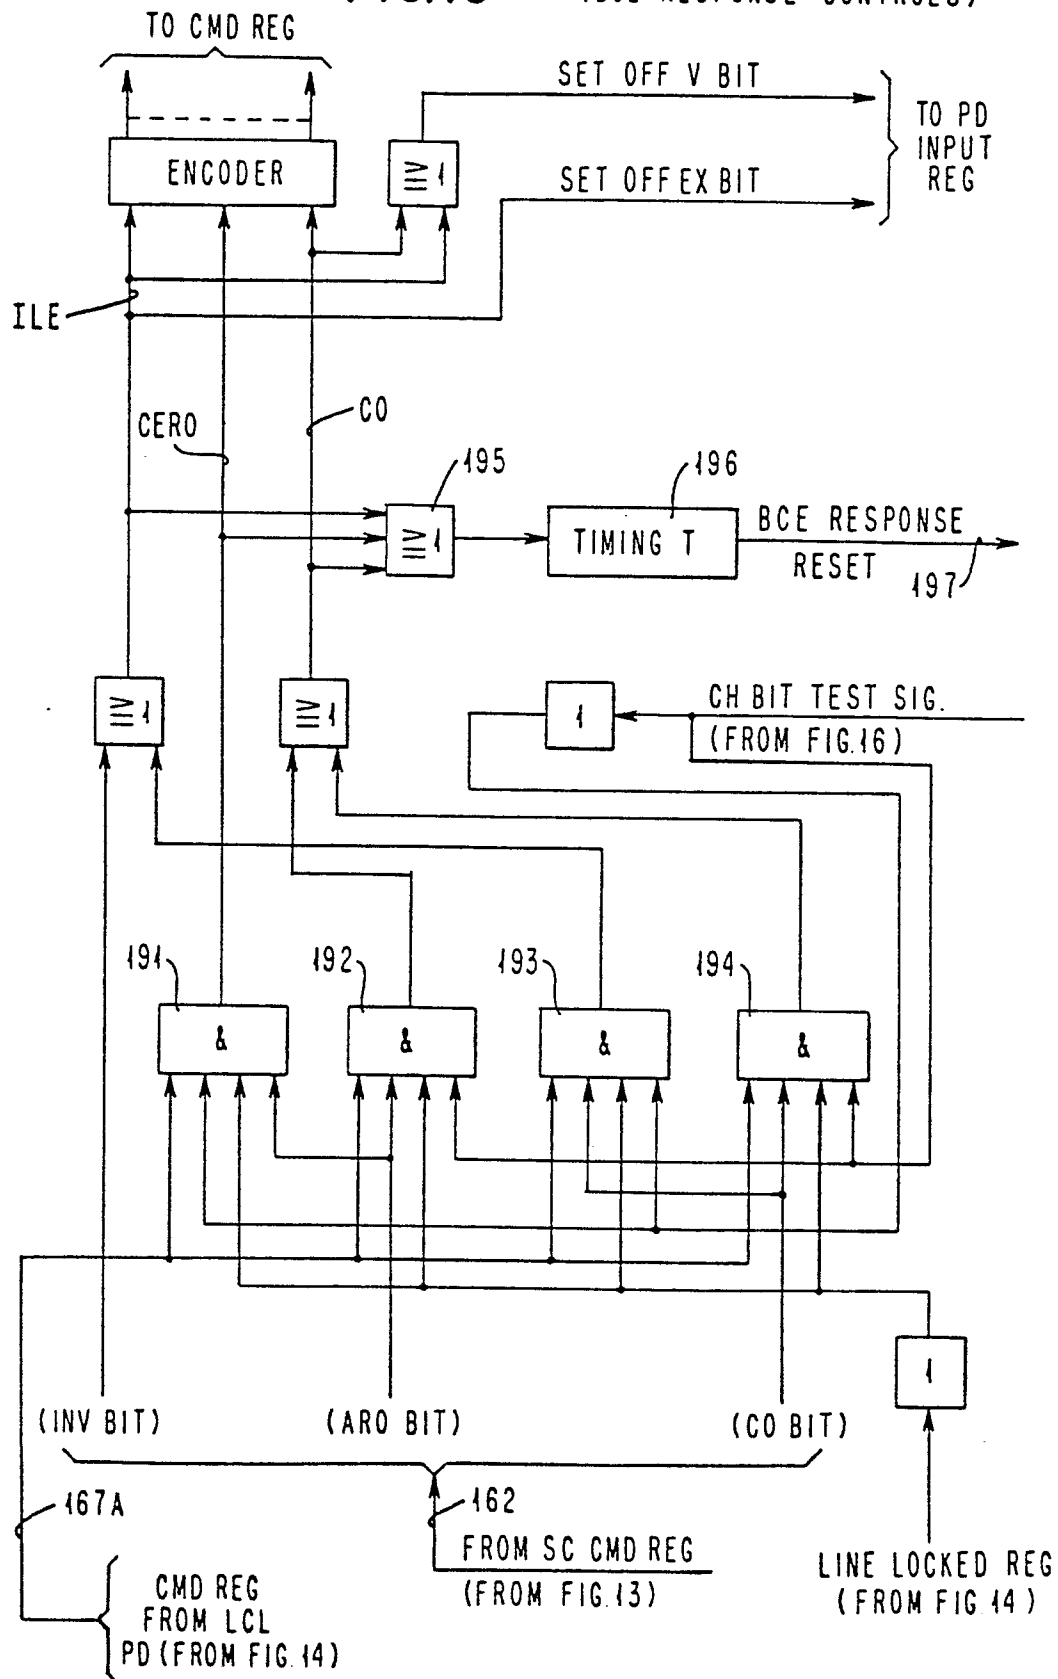 TO CMD REG
ENCODER
≥1
SET OFF V BIT
SET OFF EX BIT
TO PD
INPUT
REG
ILE
CERO
CO
195
≥1
196
TIMING T
BCE RESPONSE
RESET
197
≥1
≥1
1
CH BIT TEST SIG.
(FROM FIG.16)
191
&
192
&
193
&
194
&
1
(INV BIT)
(ARO BIT)
(CO BIT)
167A
162
FROM SC CMD REG
(FROM FIG.13)
LINE LOCKED REG
(FROM FIG.14)
CMD REG
FROM LCL
PD (FROM FIG.14)